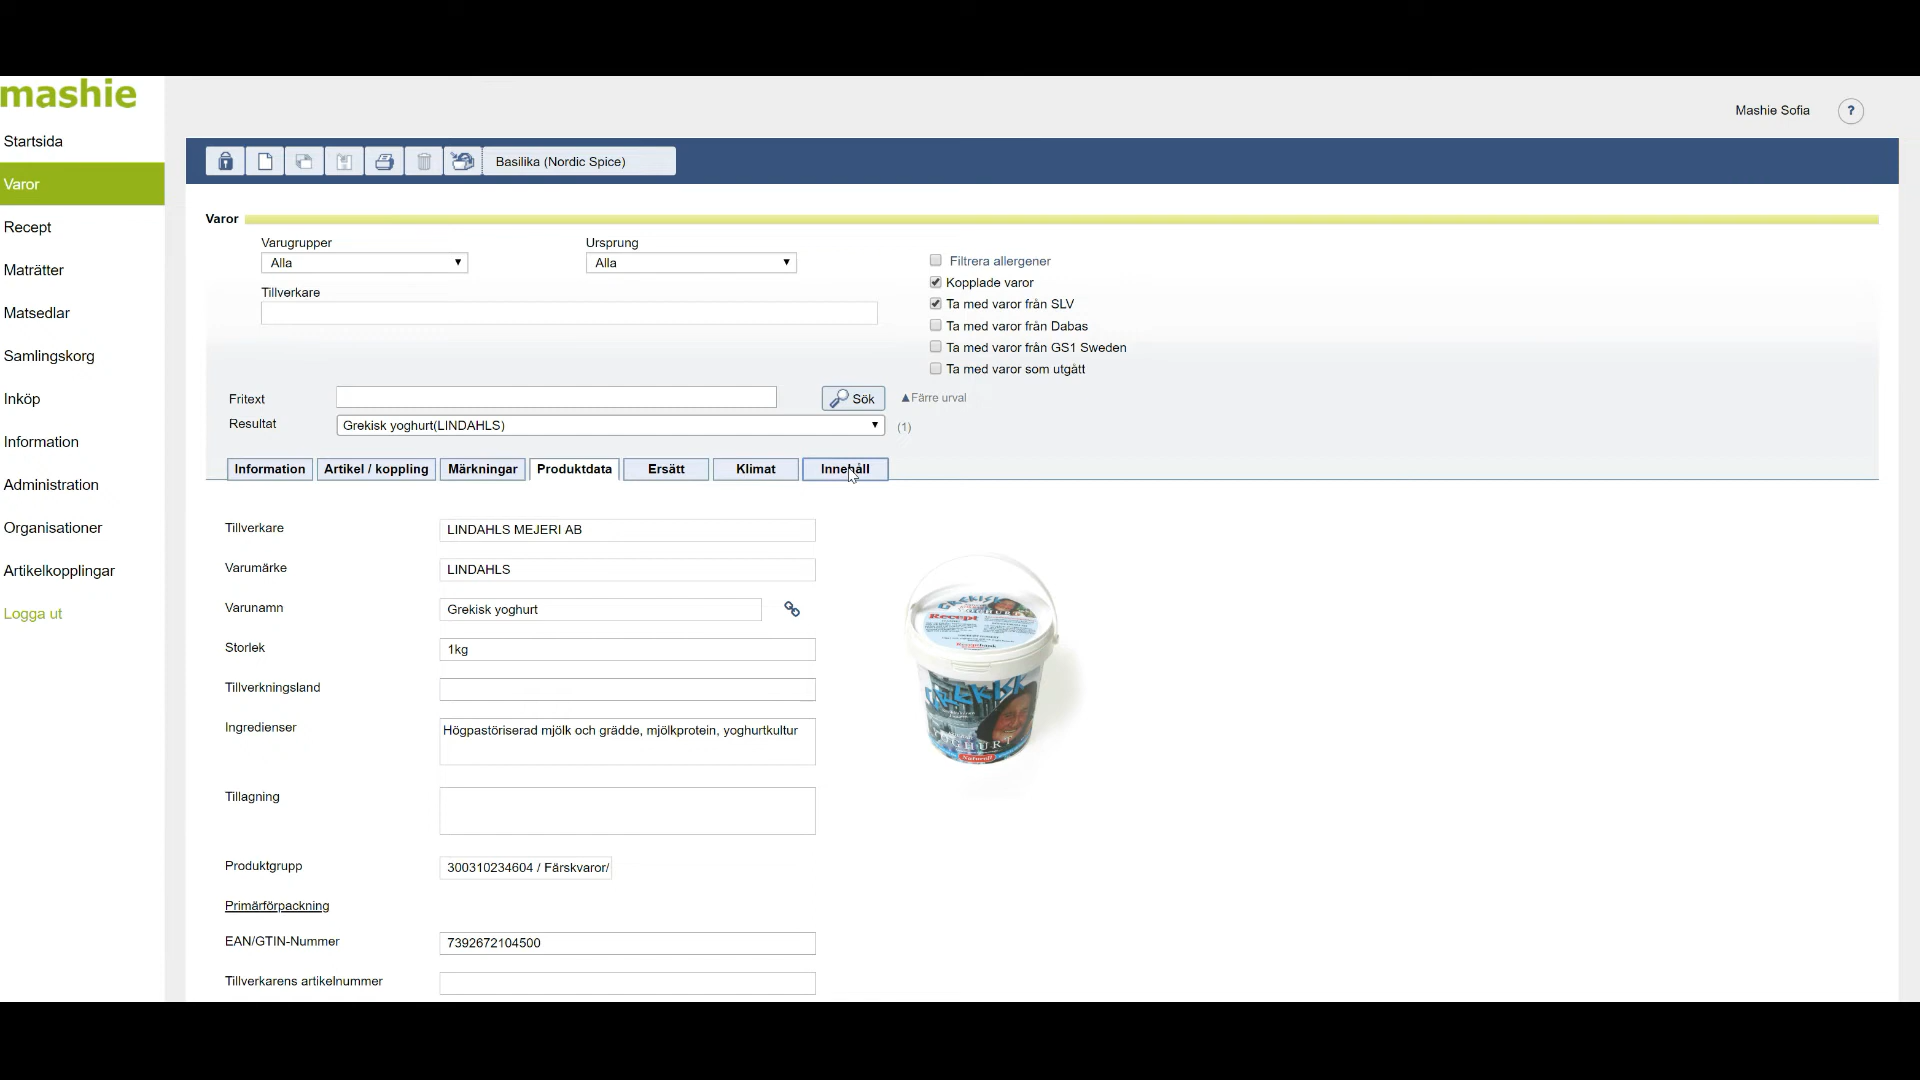 mashie
Mashie Sofia
?
Startsida
Varor
Recept
Maträtter
Matsedlar
Samlingskorg
Inköp
Information
Administration
Organisationer
Artikelkopplingar
Logga ut
Basilika (Nordic Spice)
Varor
Varugrupper
Alla
Ursprung
Alla
Tillverkare
Filtrera allergener
Kopplade varor
Ta med varor från SLV
Ta med varor från Dabas
Ta med varor från GS1 Sweden
Ta med varor som utgått
Fritext
Sök
Färre urval
Resultat
Grekisk yoghurt(LINDAHLS)
(1)
Information
Artikel / koppling
Märkningar
Produktdata
Ersätt
Klimat
Innehåll
Tillverkare
LINDAHLS MEJERI AB
Varumärke
LINDAHLS
Varunamn
Grekisk yoghurt
Storlek
1kg
Tillverkningsland
Ingredienser
Högpastöriserad mjölk och grädde, mjölkprotein, yoghurtkultur
Tillagning
Produktgrupp
300310234604 / Färskvaror/
Primärförpackning
EAN/GTIN-Nummer
7392672104500
Tillverkarens artikelnummer
Recept
GREKISK
YOGHURT